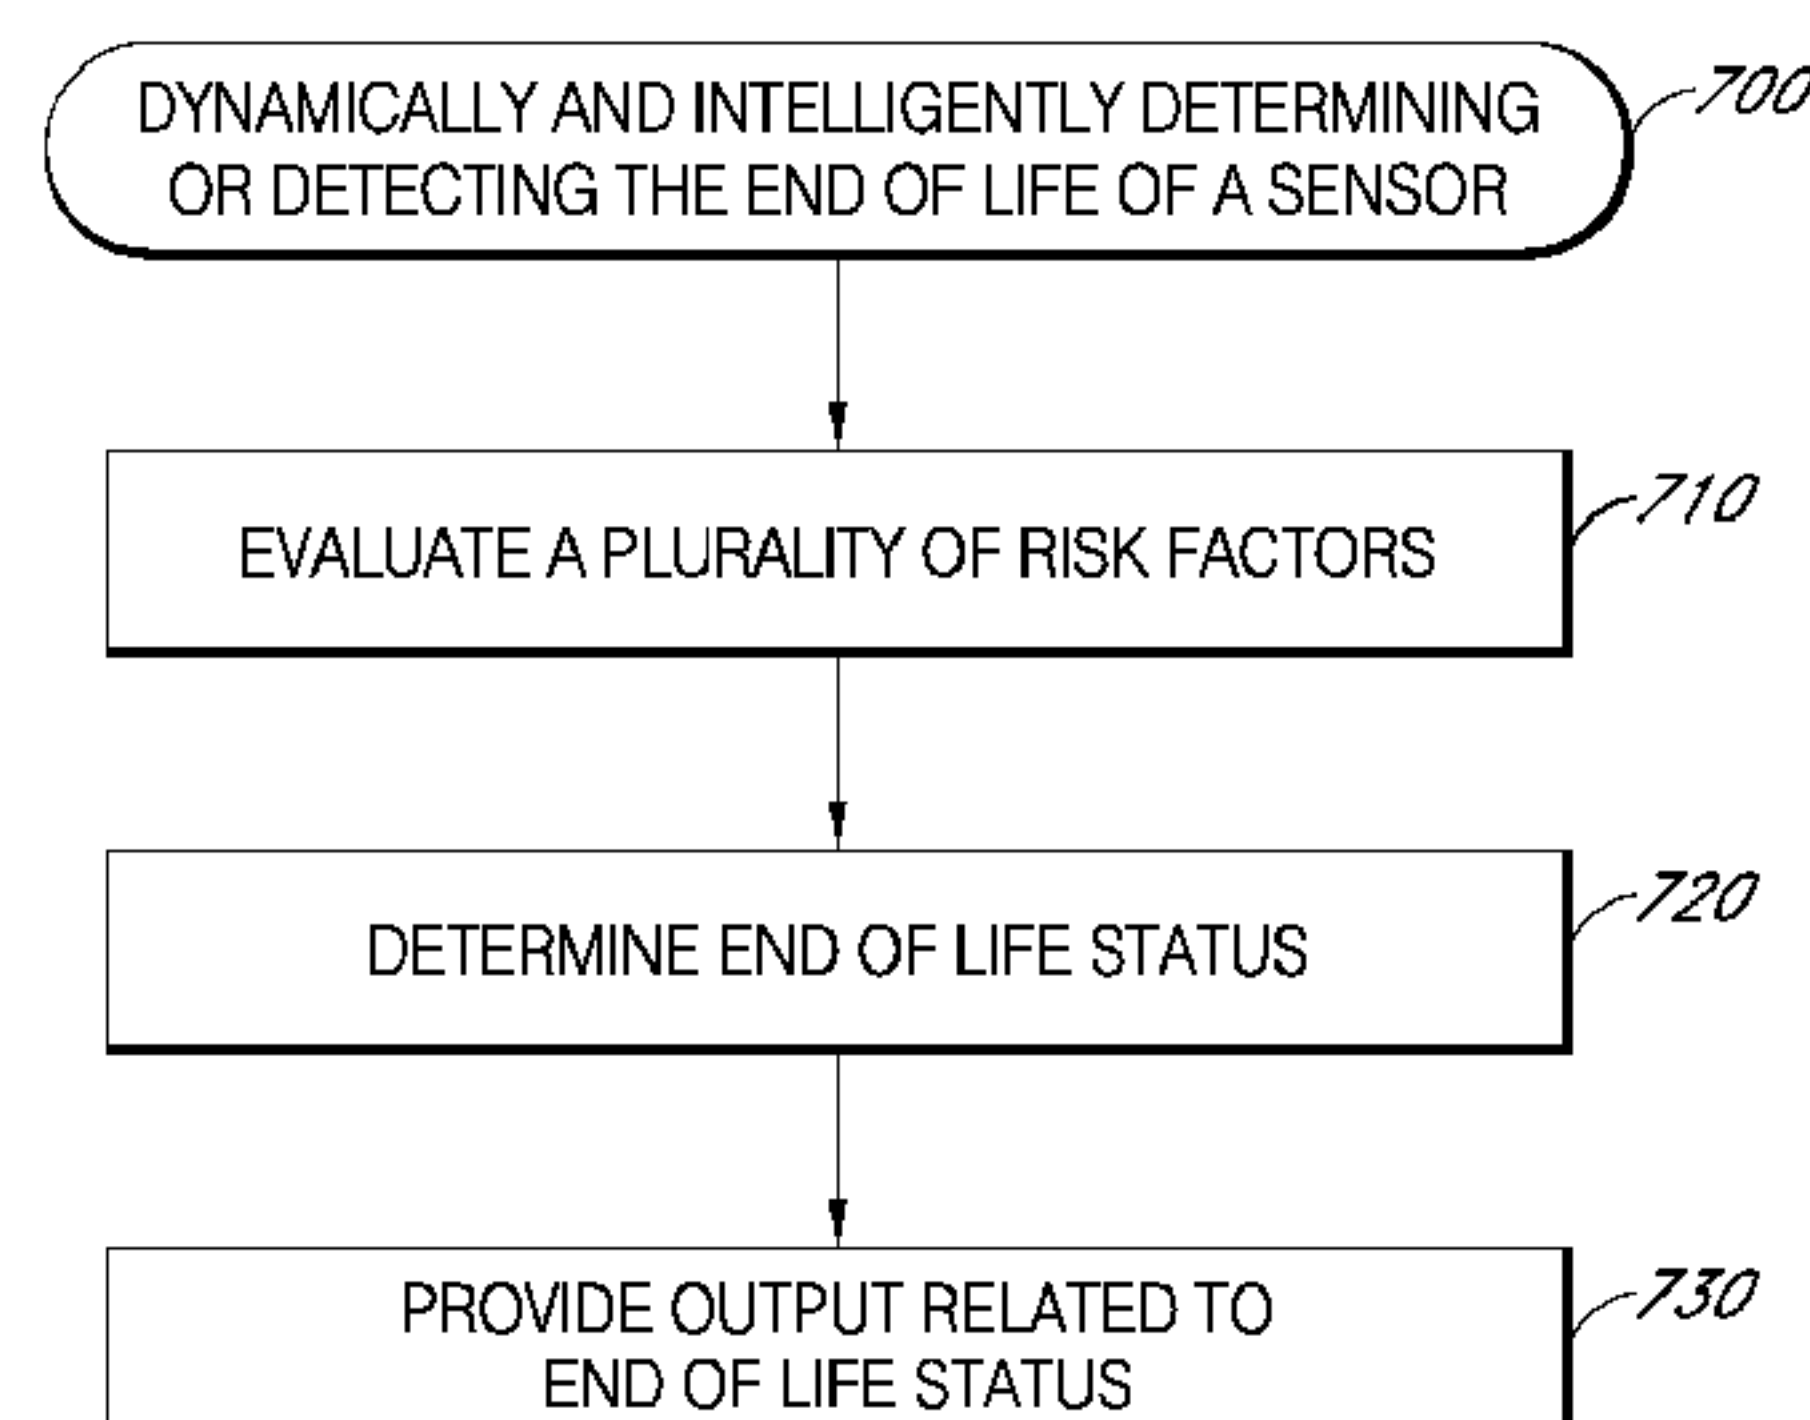 DYNAMICALLY AND INTELLIGENTLY DETERMINING
OR DETECTING THE END OF LIFE OF A SENSOR
700
EVALUATE A PLURALITY OF RISK FACTORS
710
DETERMINE END OF LIFE STATUS
720
PROVIDE OUTPUT RELATED TO
END OF LIFE STATUS
730